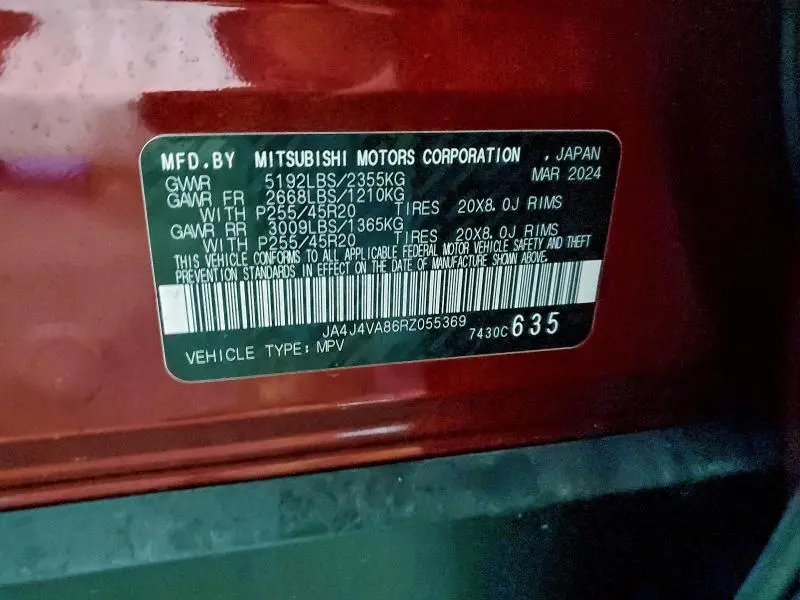 MFD.BY MITSUBISHI MOTORS CORPORATION , JAPAN
GVWR 5192LBS/2355KG MAR 2024
GAWR FR 2668LBS/1210KG
WITH P255/45R20 TIRES 20X8.0J RIMS
GAWR RR 3009LBS/1365KG
WITH P255/45R20 TIRES 20X8.0J RIMS
THIS VEHICLE CONFORMS TO ALL APPLICABLE FEDERAL MOTOR VEHICLE SAFETY AND THEFT
PREVENTION STANDARDS IN EFFECT ON THE DATE OF MANUFACTURE SHOWN ABOVE.
JA4J4VA86RZ055369
7430C 635
VEHICLE TYPE: MPV